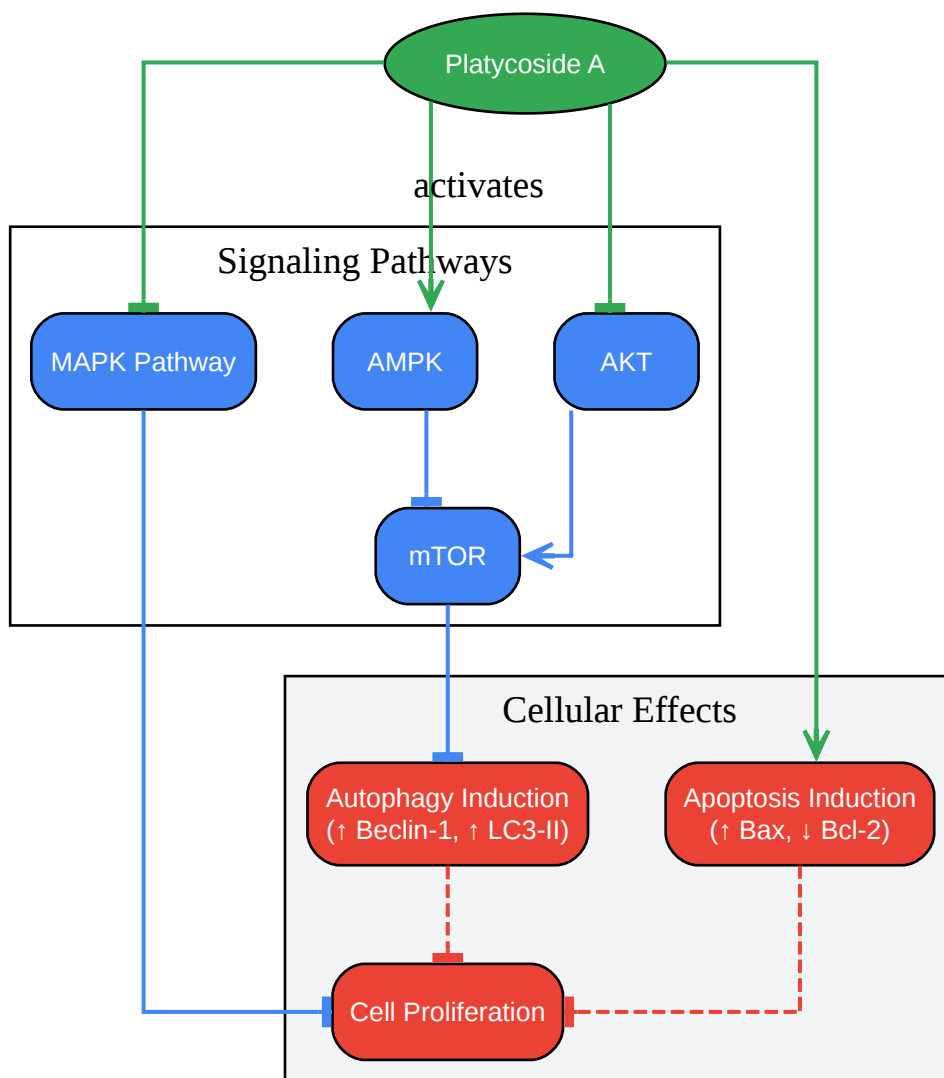 Platycoside A
activates
Signaling Pathways
MAPK Pathway
AMPK
AKT
mTOR
Cellular Effects
Autophagy Induction
(↑ Beclin-1, ↑ LC3-II)
Apoptosis Induction
(↑ Bax, ↓ Bcl-2)
Cell Proliferation